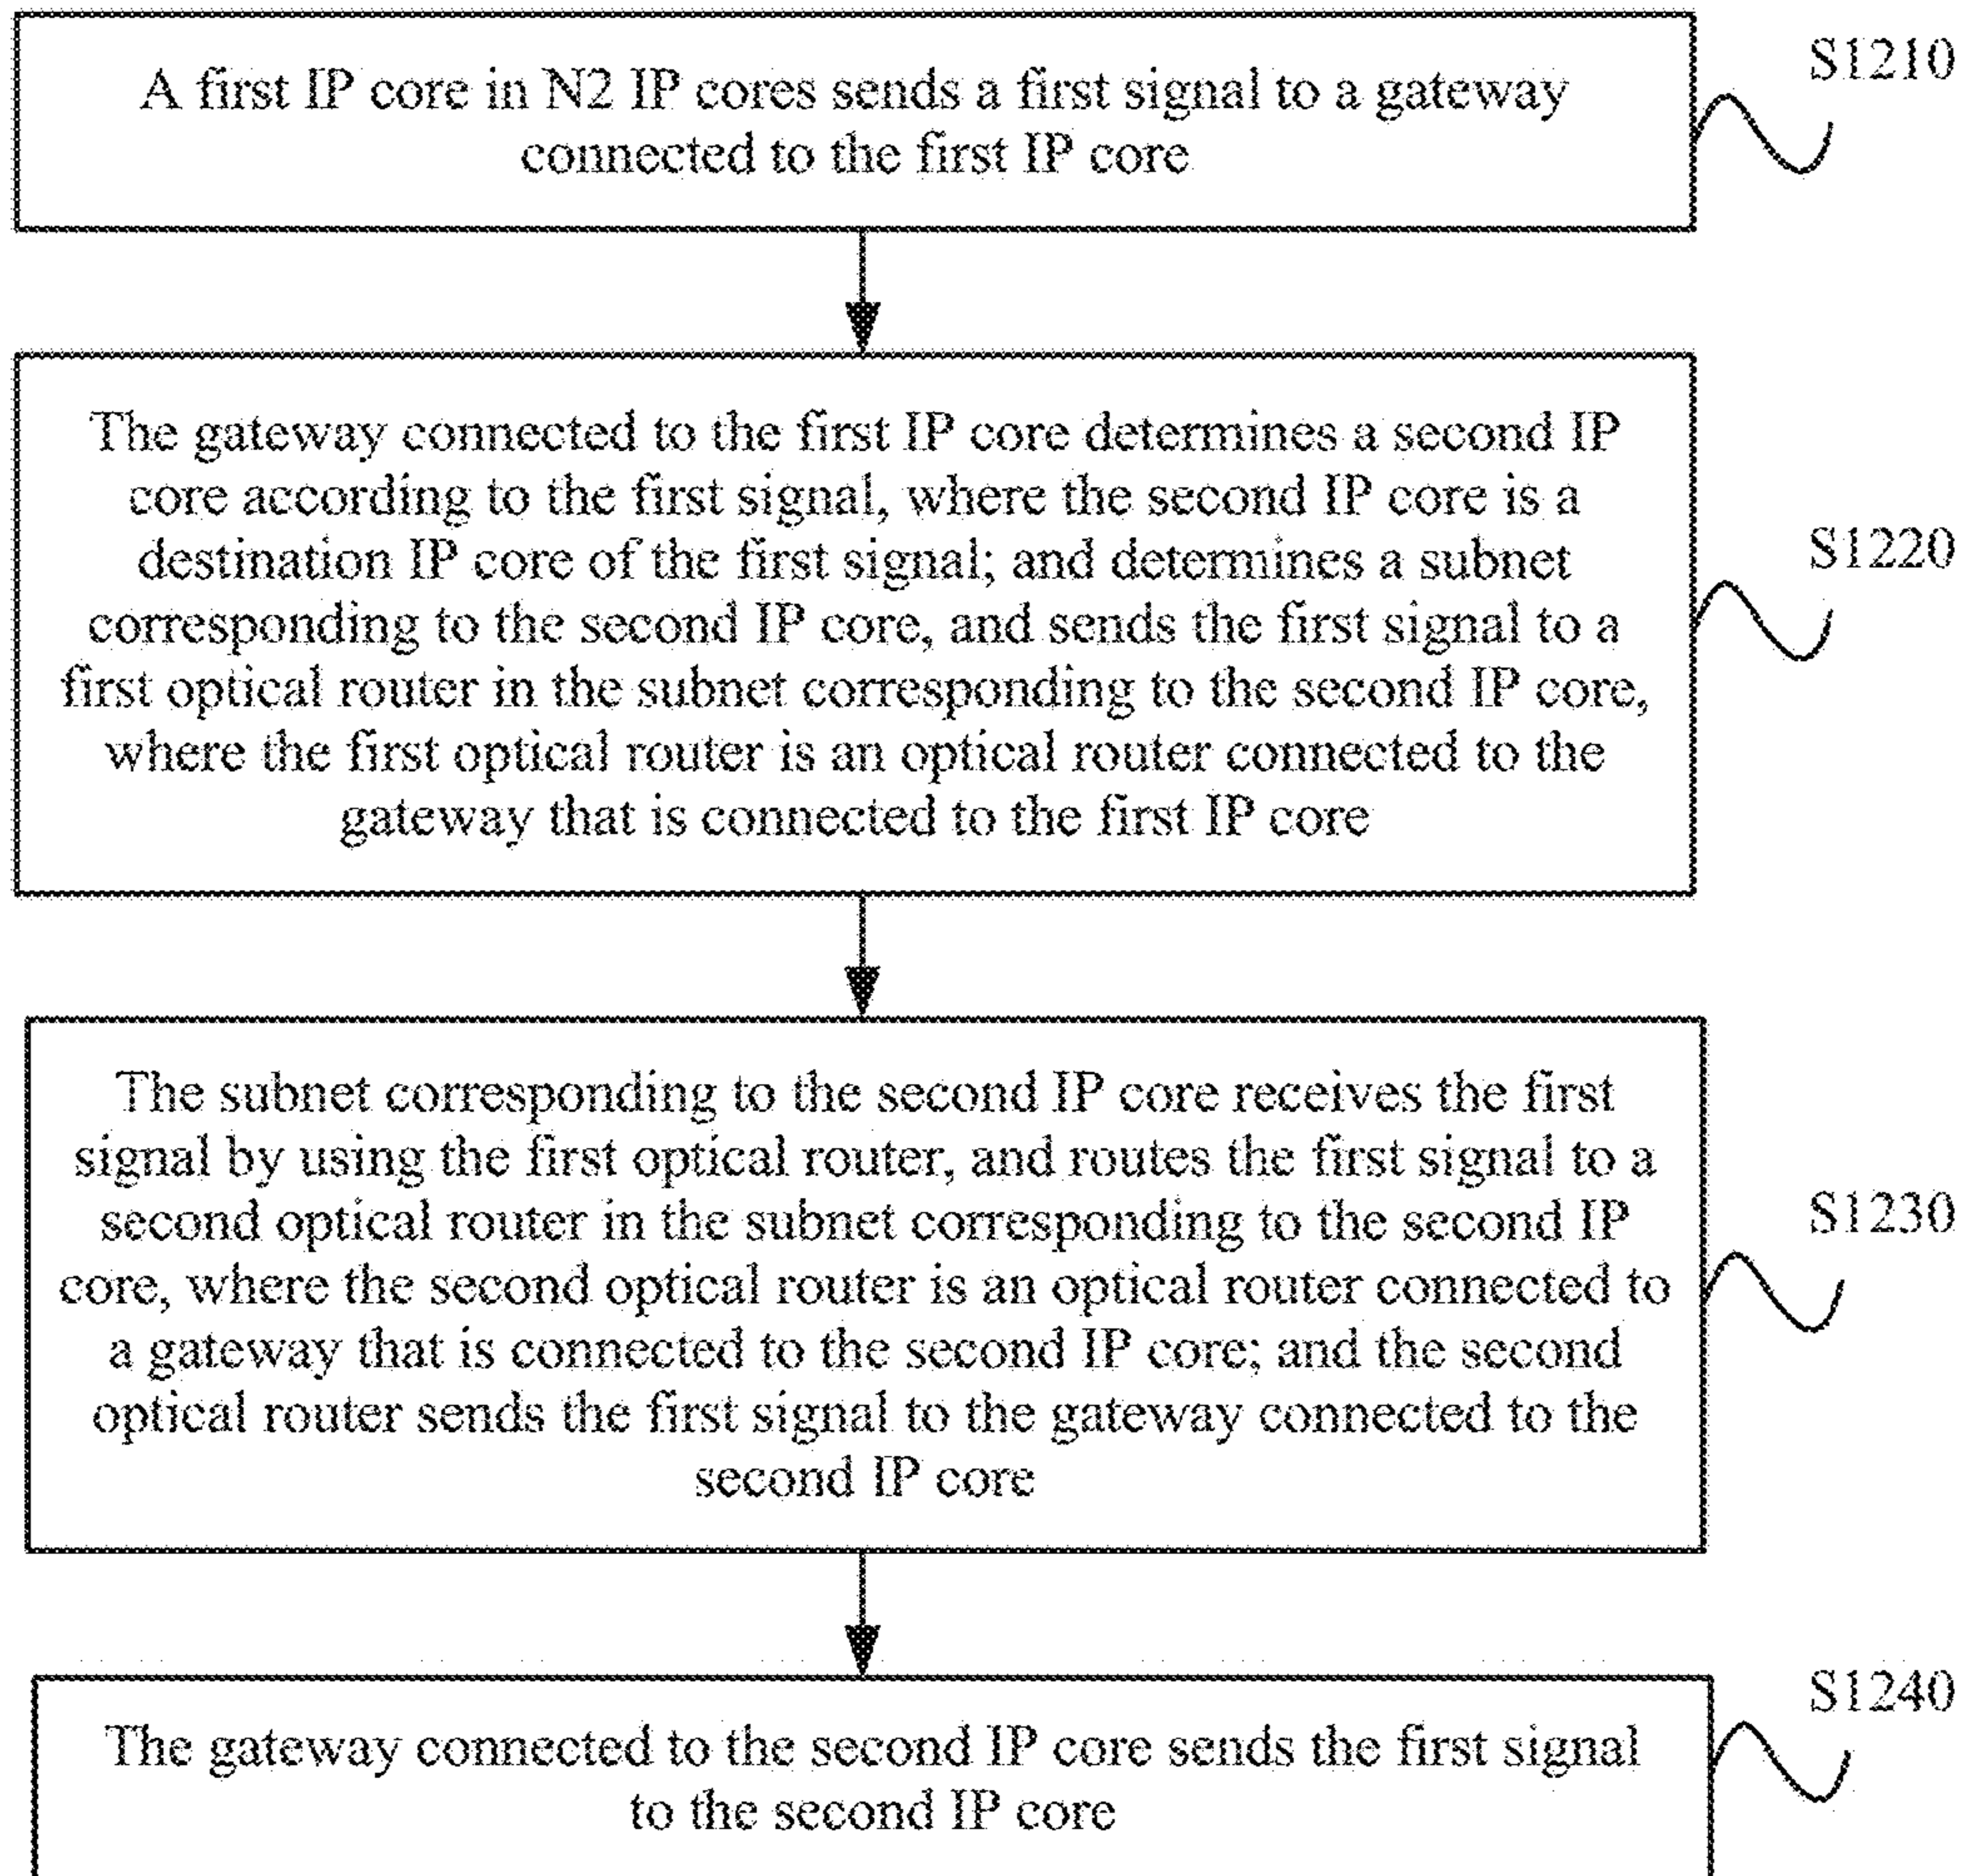 A first IP core in N2 IP cores sends a first signal to a gateway
connected to the first IP core
S1210
The gateway connected to the first IP core determines a second IP
core according to the first signal, where the second IP core is a
destination IP core of the first signal; and determines a subnet
corresponding to the second IP core, and sends the first signal to a
first optical router in the subnet corresponding to the second IP core,
where the first optical router is an optical router connected to the
gateway that is connected to the first IP core
S1220
The subnet corresponding to the second IP core receives the first
signal by using the first optical router, and routes the first signal to a
second optical router in the subnet corresponding to the second IP
core, where the second optical router is an optical router connected to
a gateway that is connected to the second IP core; and the second
optical router sends the first signal to the gateway connected to the
second IP core
S1230
The gateway connected to the second IP core sends the first signal
to the second IP core
S1240